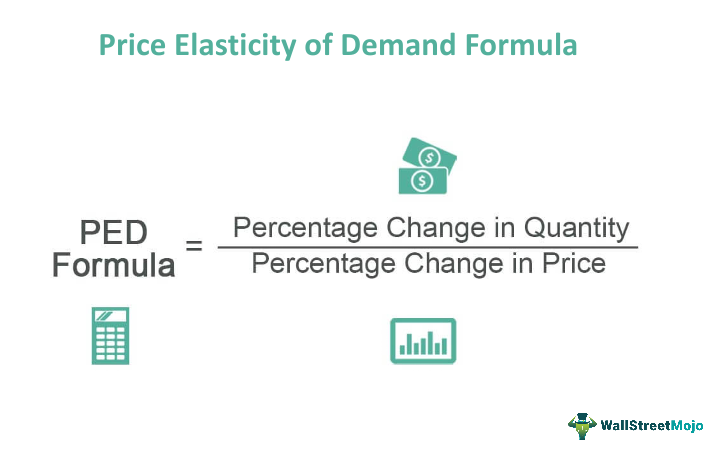 Price Elasticity of Demand Formula
PED
Formula
=
Percentage Change in Quantity
Percentage Change in Price
$
$
WallStreetMojo